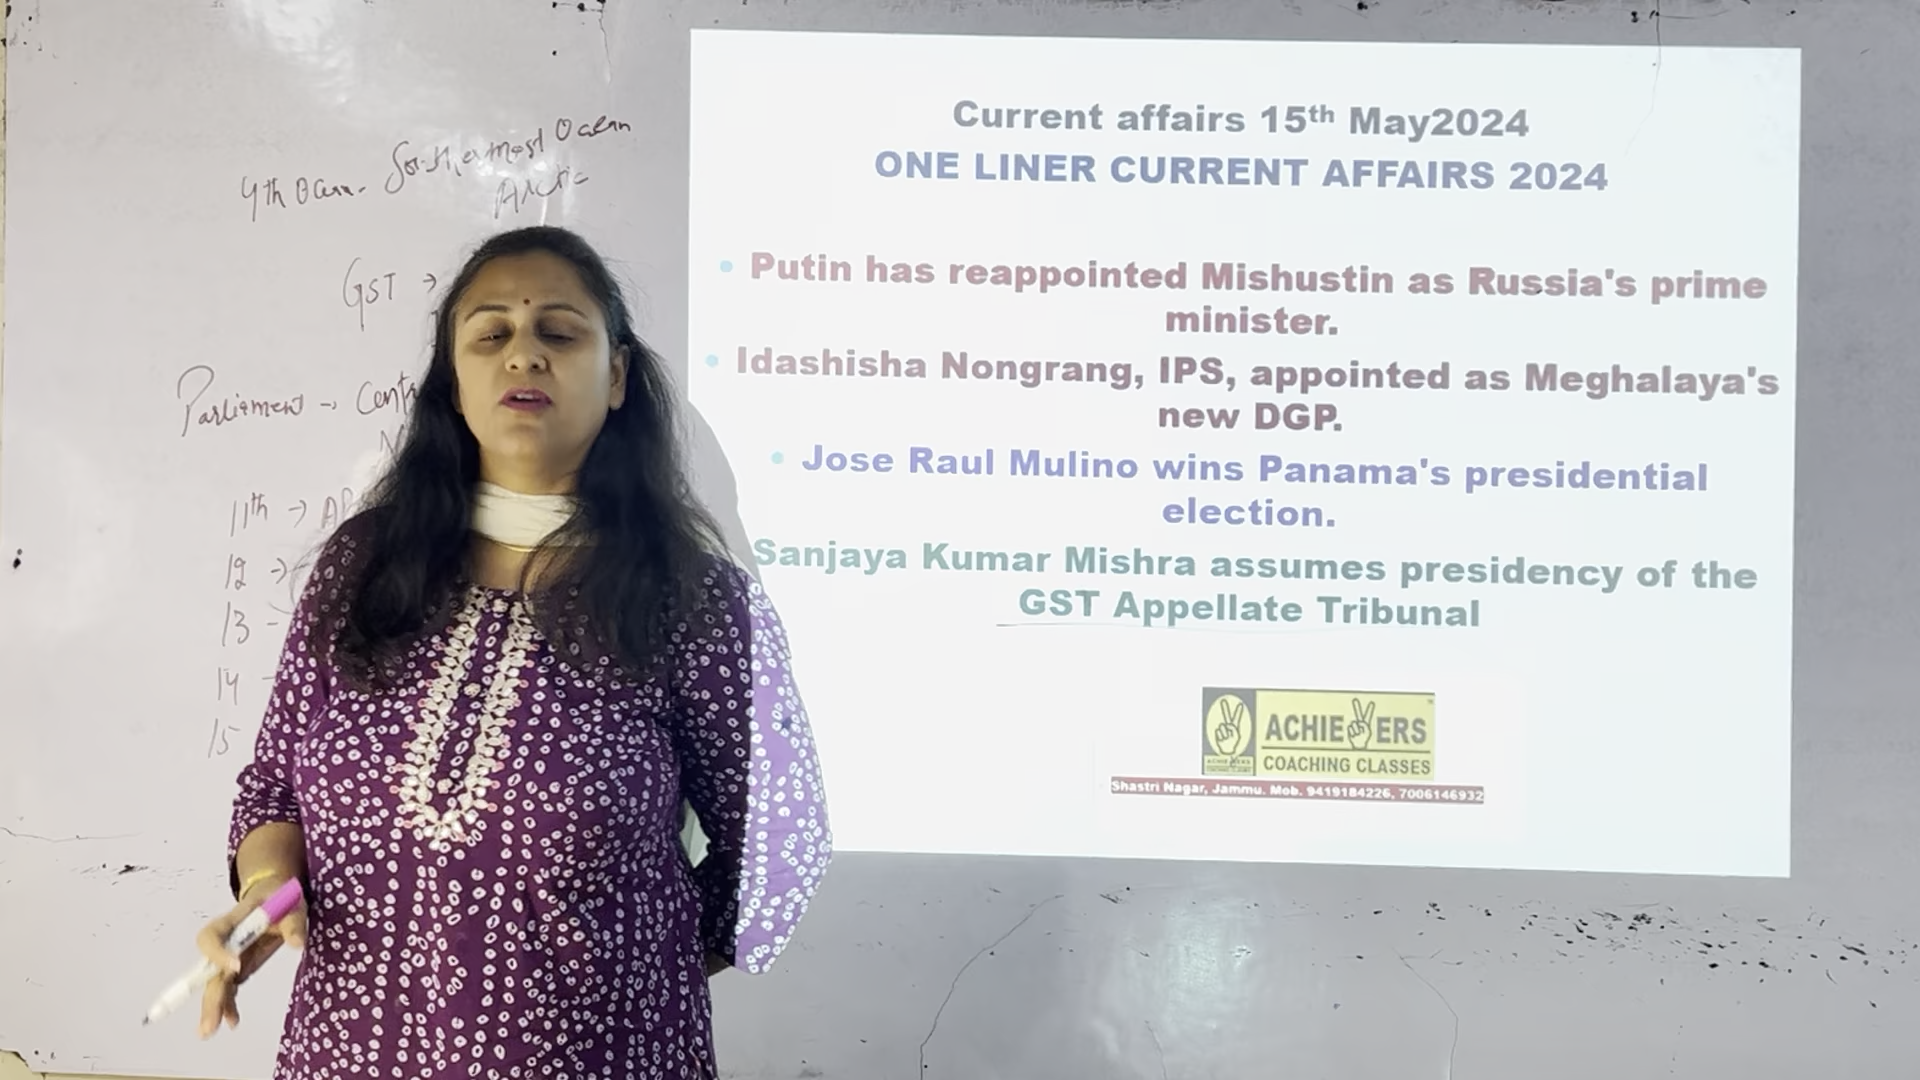 4th Ocean - Southermost Ocean
Arctic
GST →
Parliament → Cent
11th →
12 →
13 -
14 -
15
Current affairs 15th May2024
ONE LINER CURRENT AFFAIRS 2024
• Putin has reappointed Mishustin as Russia's prime
minister.
• Idashisha Nongrang, IPS, appointed as Meghalaya's
new DGP.
• Jose Raul Mulino wins Panama's presidential
election.
Sanjaya Kumar Mishra assumes presidency of the
GST Appellate Tribunal
ACHIEVERS
COACHING CLASSES
Shastri Nagar, Jammu. Mob. 9419184226, 7006146932